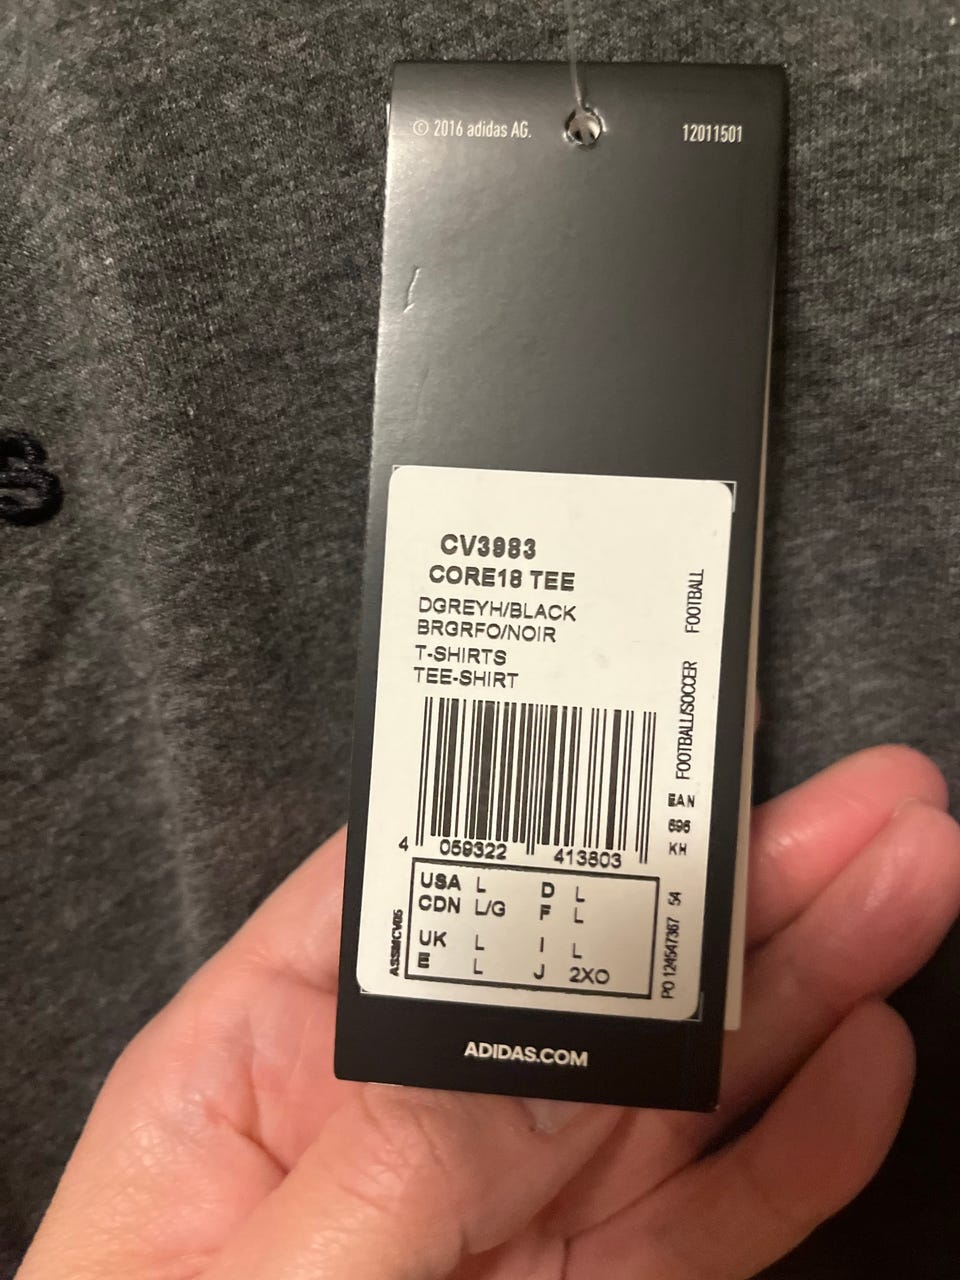 © 2016 adidas AG.
12011501
CV3983
CORE18 TEE
DGREYH/BLACK
BRGRFO/NOIR
T-SHIRTS
TEE-SHIRT
FOOTBALL/SOCCER FOOTBALL
EAN
696
KH
4 059322 413803
USA L D L
CDN L/G F L
UK L I L
E L J 2XO
PO 124547367 54
ADIDAS.COM